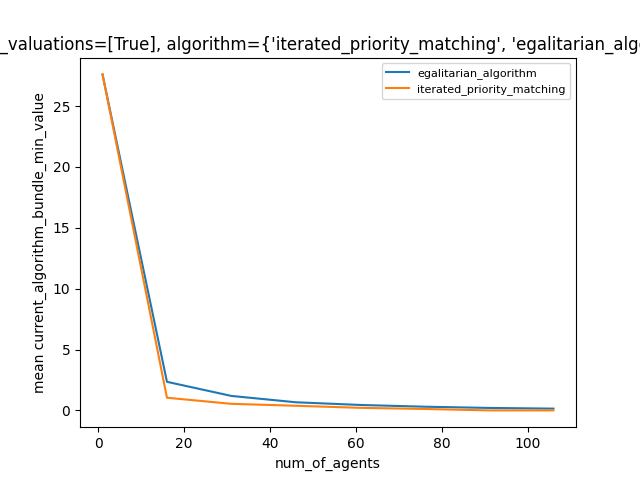 _valuations=[True], algorithm={'iterated_priority_matching', 'egalitarian_algo
egalitarian_algorithm
iterated_priority_matching
25
20
15
10
5
0
mean current_algorithm_bundle_min_value
0 20 40 60 80 100
num_of_agents